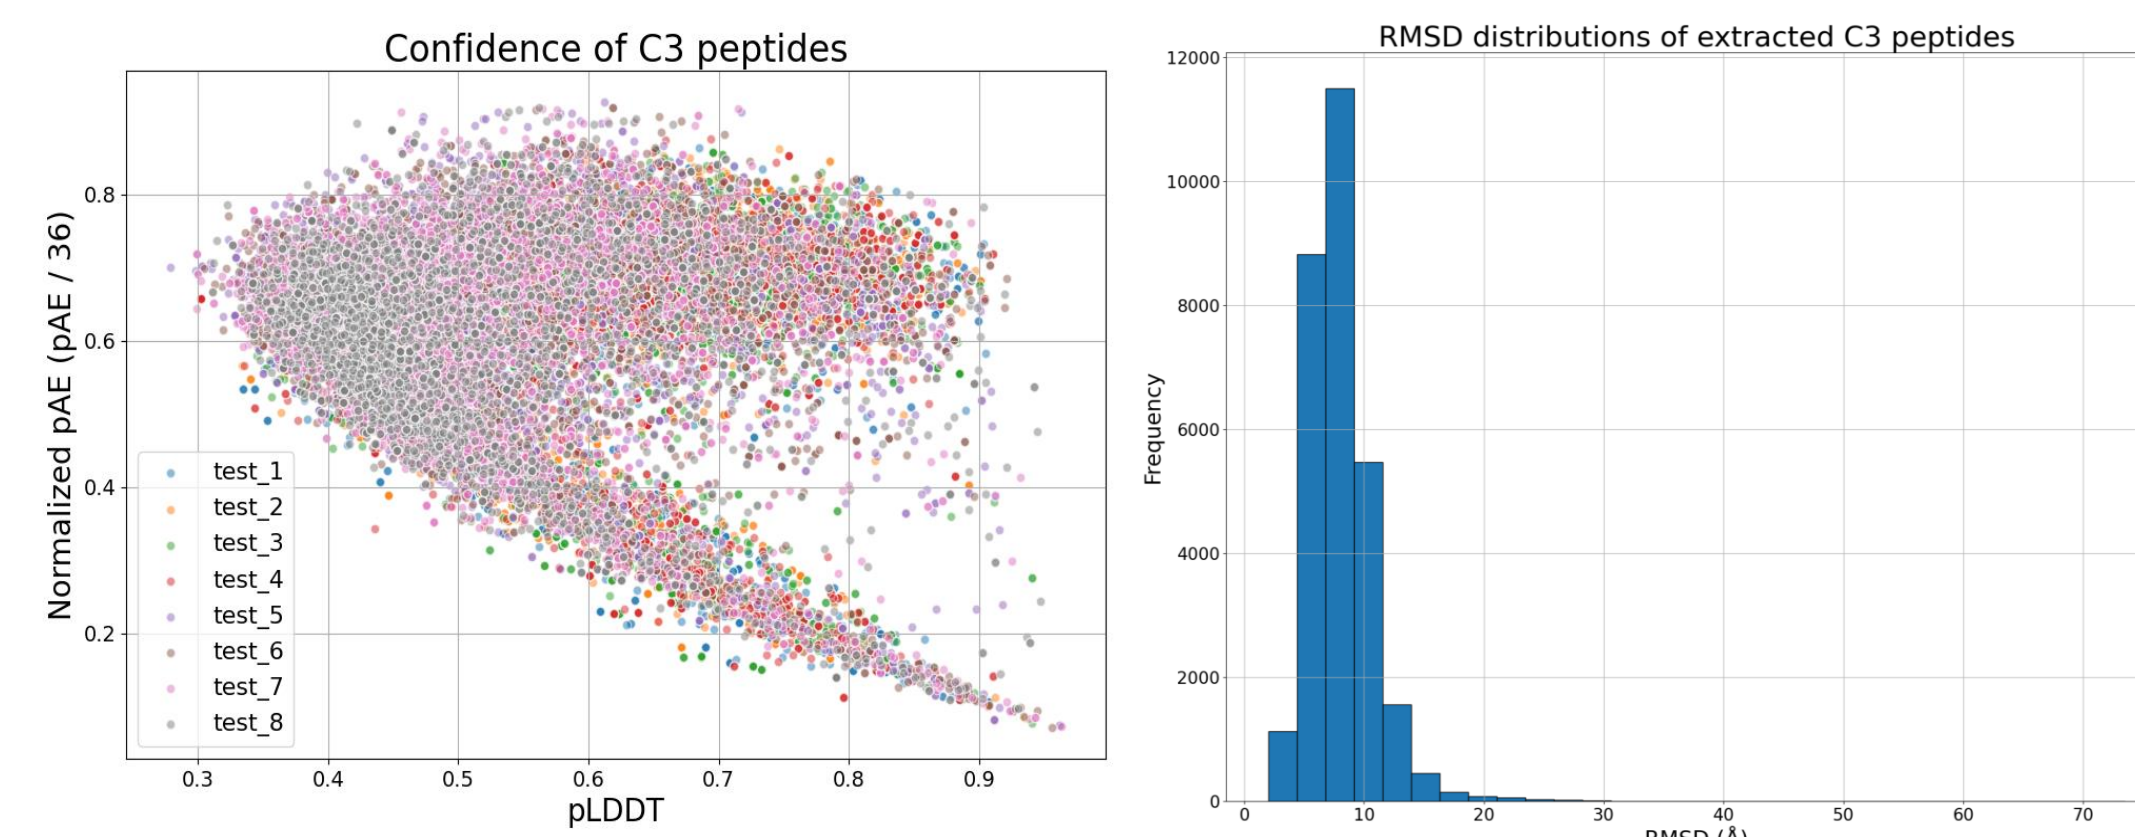 Confidence of C3 peptides
Normalized pAE (pAE / 36)
0.8
0.6
0.4
0.2
test_1
test_2
test_3
test_4
test_5
test_6
test_7
test_8
0.3 0.4 0.5 0.6 0.7 0.8 0.9
pLDDT
RMSD distributions of extracted C3 peptides
Frequency
12000
10000
8000
6000
4000
2000
0
0 10 20 30 40 50 60 70
RMSD (Å)